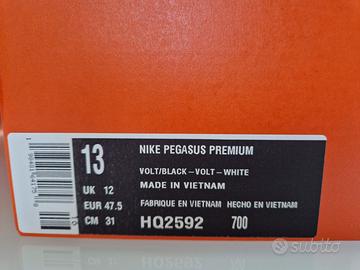 13 NIKE PEGASUS PREMIUM
VOLT/BLACK–VOLT–WHITE
UK 12 MADE IN VIETNAM
EUR 47.5 FABRIQUE EN VIETNAM HECHO EN VIETNAM
CM 31 HQ2592 700
subito